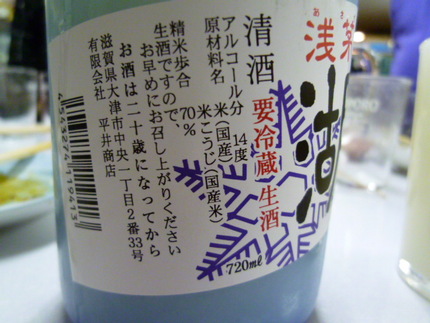 浅茅
清酒
アルコール分 14度
原材料名 米(国産)
米こうじ(国産米)
精米歩合 70%
要冷蔵 生酒
生酒ですので、
お早めにお召し上がりください
お酒は二十歳になってから
滋賀県大津市中央一丁目2番33号
有限会社 平井商店
720ml